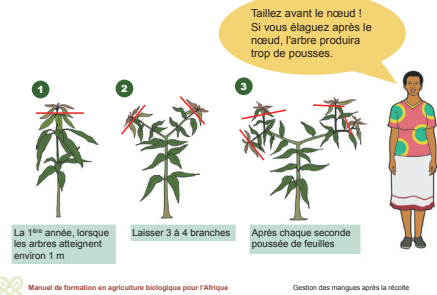 Taillez avant le nœud !
Si vous élaguez après le
nœud, l'arbre produira
trop de pousses.
1
2
3
La 1ère année, lorsque
les arbres atteignent
environ 1 m
Laisser 3 à 4 branches
Après chaque seconde
poussée de feuilles
Manuel de formation en agriculture biologique pour l'Afrique
Gestion des mangues après la récolte